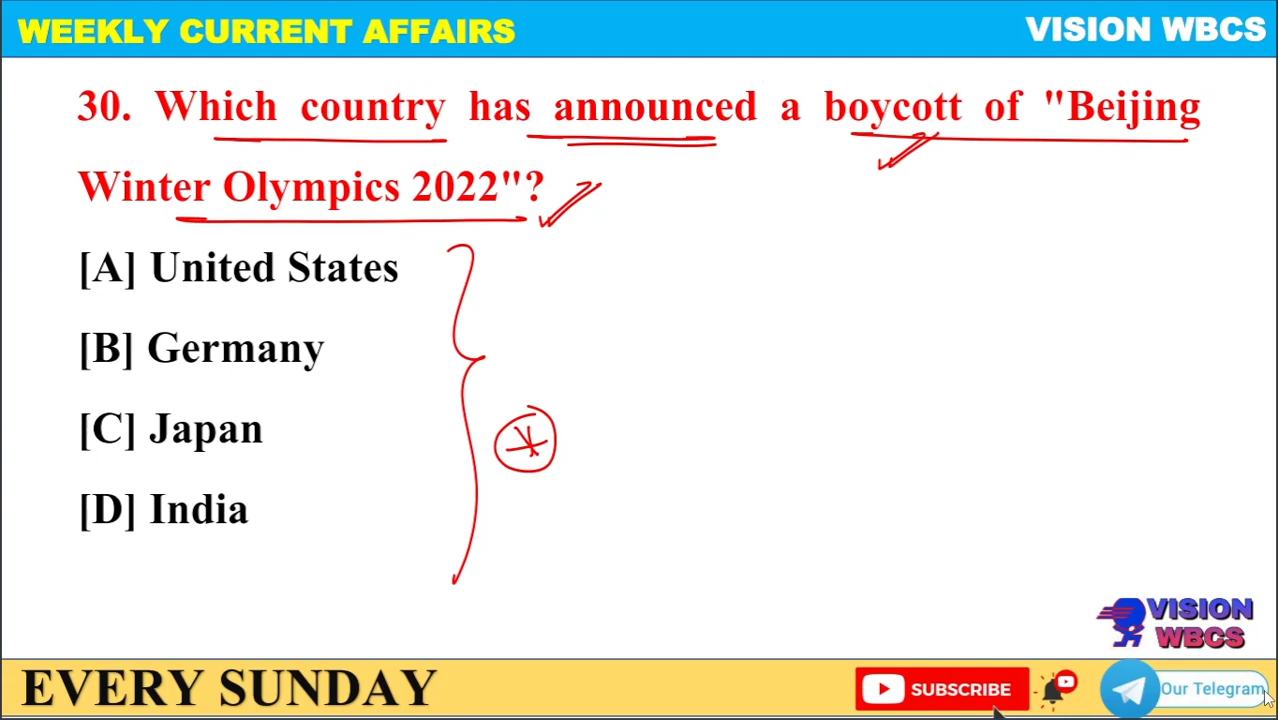 WEEKLY CURRENT AFFAIRS
VISION WBCS
30. Which country has announced a boycott of "Beijing
Winter Olympics 2022"?
[A] United States
[B] Germany
[C] Japan
[D] India
VISION
WBCS
EVERY SUNDAY
SUBSCRIBE
Our Telegram